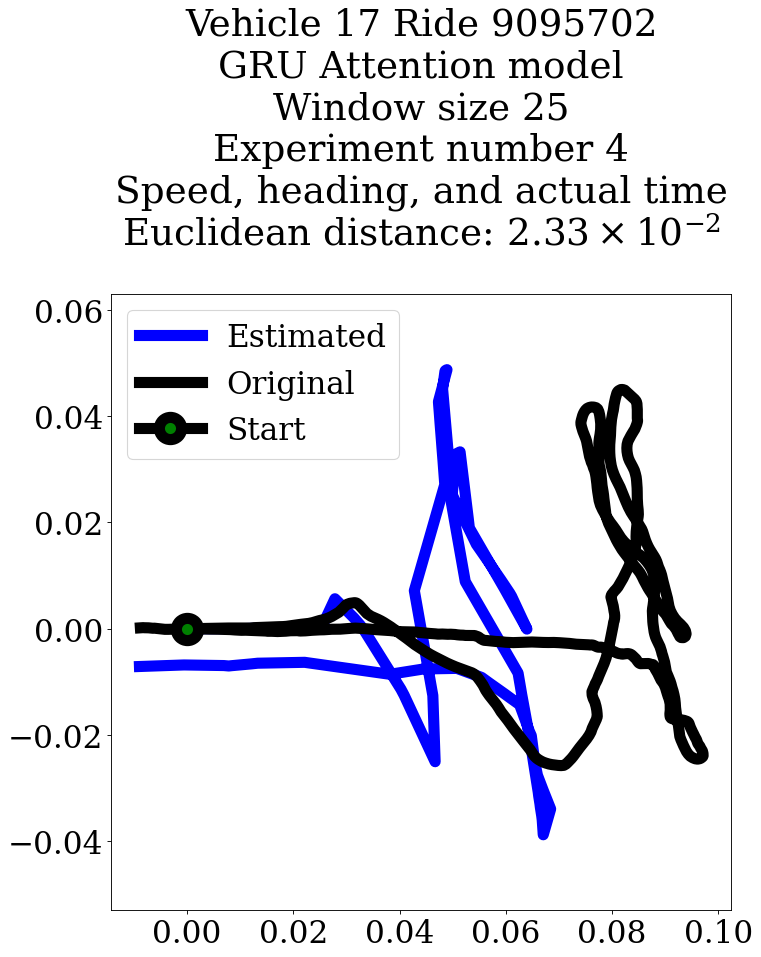 Vehicle 17 Ride 9095702
GRU Attention model
Window size 25
Experiment number 4
Speed, heading, and actual time
Euclidean distance: 2.33 × 10⁻²
0.06
Estimated
Original
0.04
Start
0.02
0.00
−0.02
−0.04
0.00 0.02 0.04 0.06 0.08 0.10